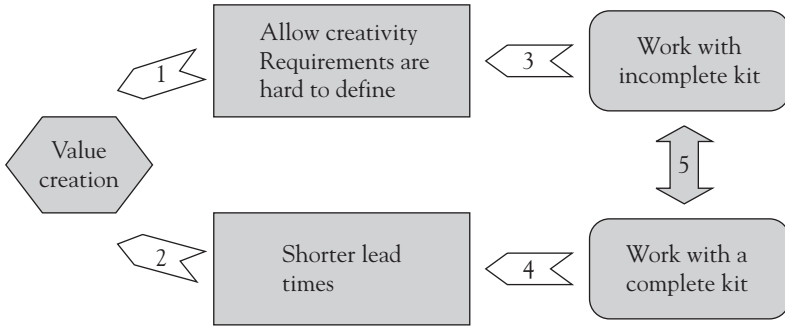 Allow creativity
Requirements are
hard to define
1
3
Work with
incomplete kit
Value
creation
5
2
Shorter lead
times
4
Work with a
complete kit